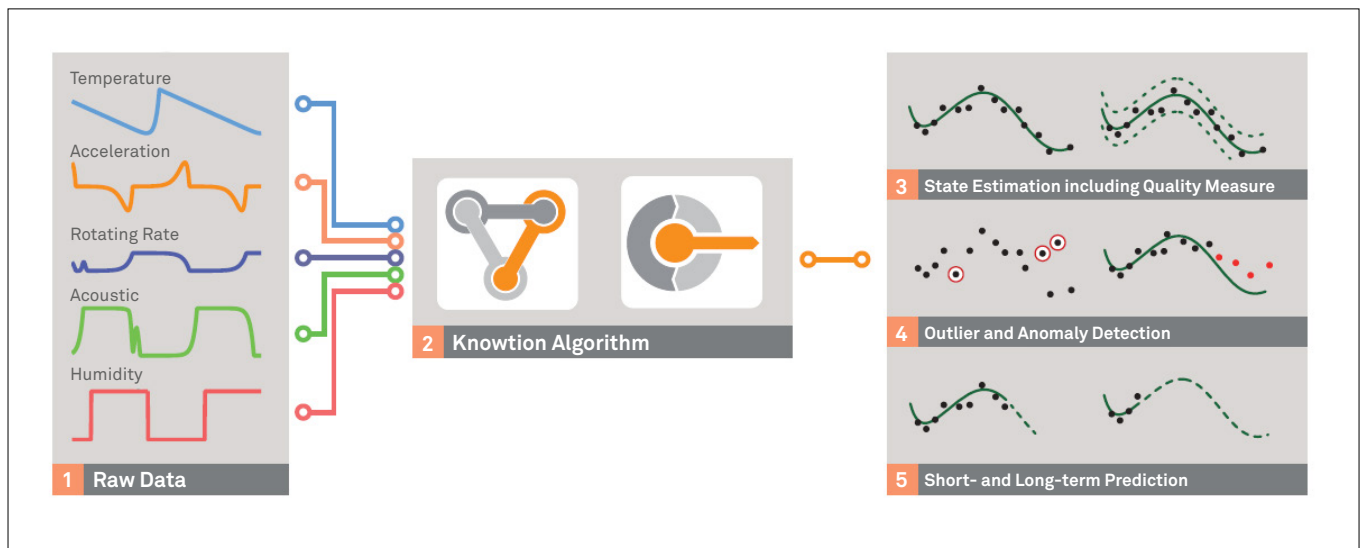 Temperature
Acceleration
Rotating Rate
Acoustic
Humidity
1 Raw Data
2 Knowtion Algorithm
3 State Estimation including Quality Measure
4 Outlier and Anomaly Detection
5 Short- and Long-term Prediction